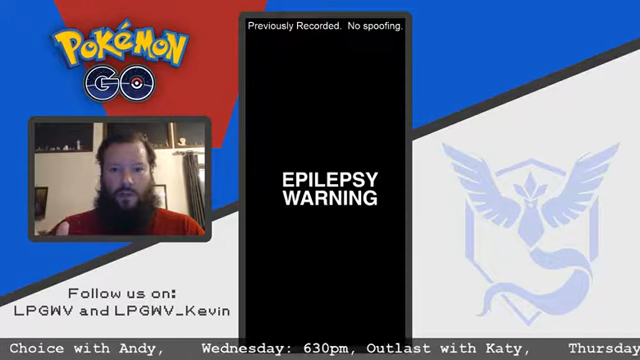 Previously Recorded.  No spoofing.
POKÉMON
GO
EPILEPSY
WARNING
Follow us on:
LPGWV and LPGWV_Kevin
Choice with Andy,    Wednesday: 630pm, Outlast with Katy,    Thursday